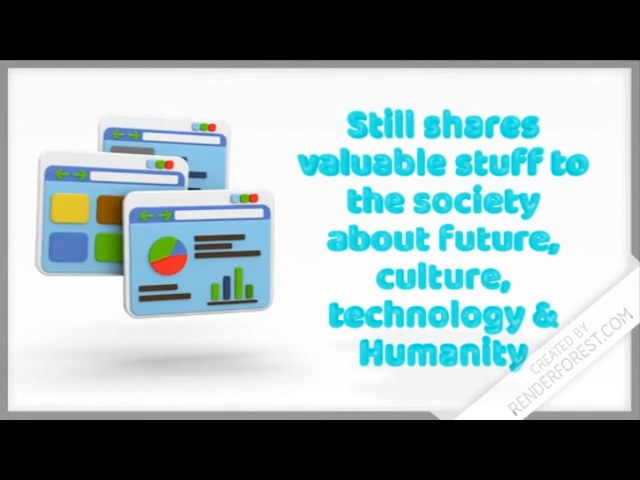 Still shares
valuable stuff to
the society
about future,
culture,
technology &
Humanity
CREATED BY
RENDERFOREST.COM